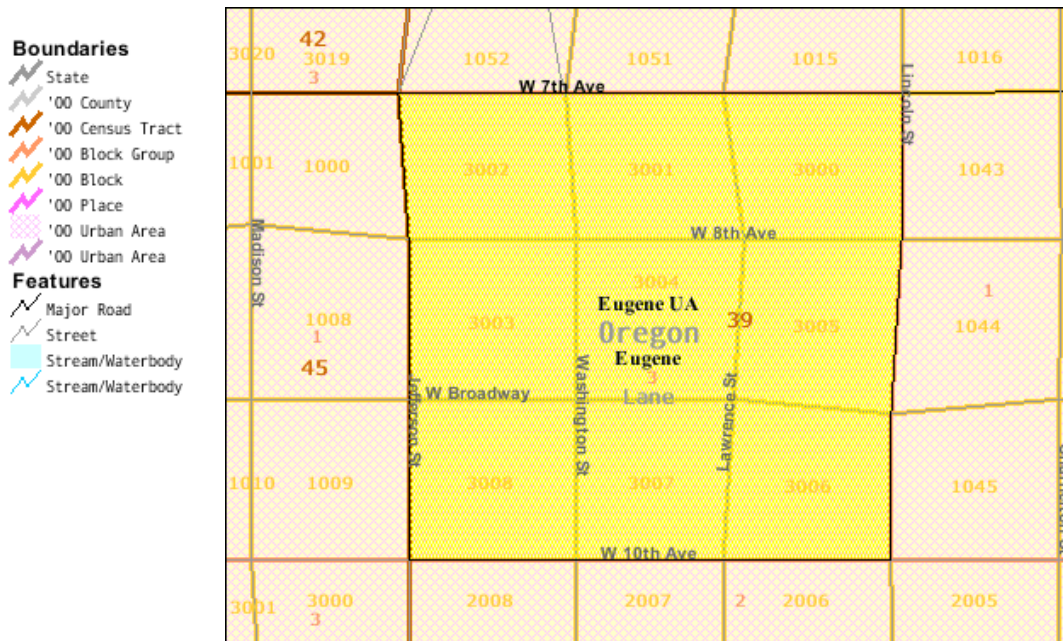 Boundaries
State
'00 County
'00 Census Tract
'00 Block Group
'00 Block
'00 Place
'00 Urban Area
'00 Urban Area
Features
Major Road
Street
Stream/Waterbody
Stream/Waterbody
42
3020 3019 1052 1051 1015 1016
3
W 7th Ave
Lincoln St
1001 1000 3002 3001 3000 1043
Madison St
W 8th Ave
3004
1
Eugene UA
1008 3003 39 3005 1044
Oregon
1
Eugene
45
3
W Broadway
Lane
Jefferson St
Washington St
Lawrence St
1010 1009 3008 3007 3006 1045
W 10th Ave
3001 3000 2008 2007 2 2006 2005
3